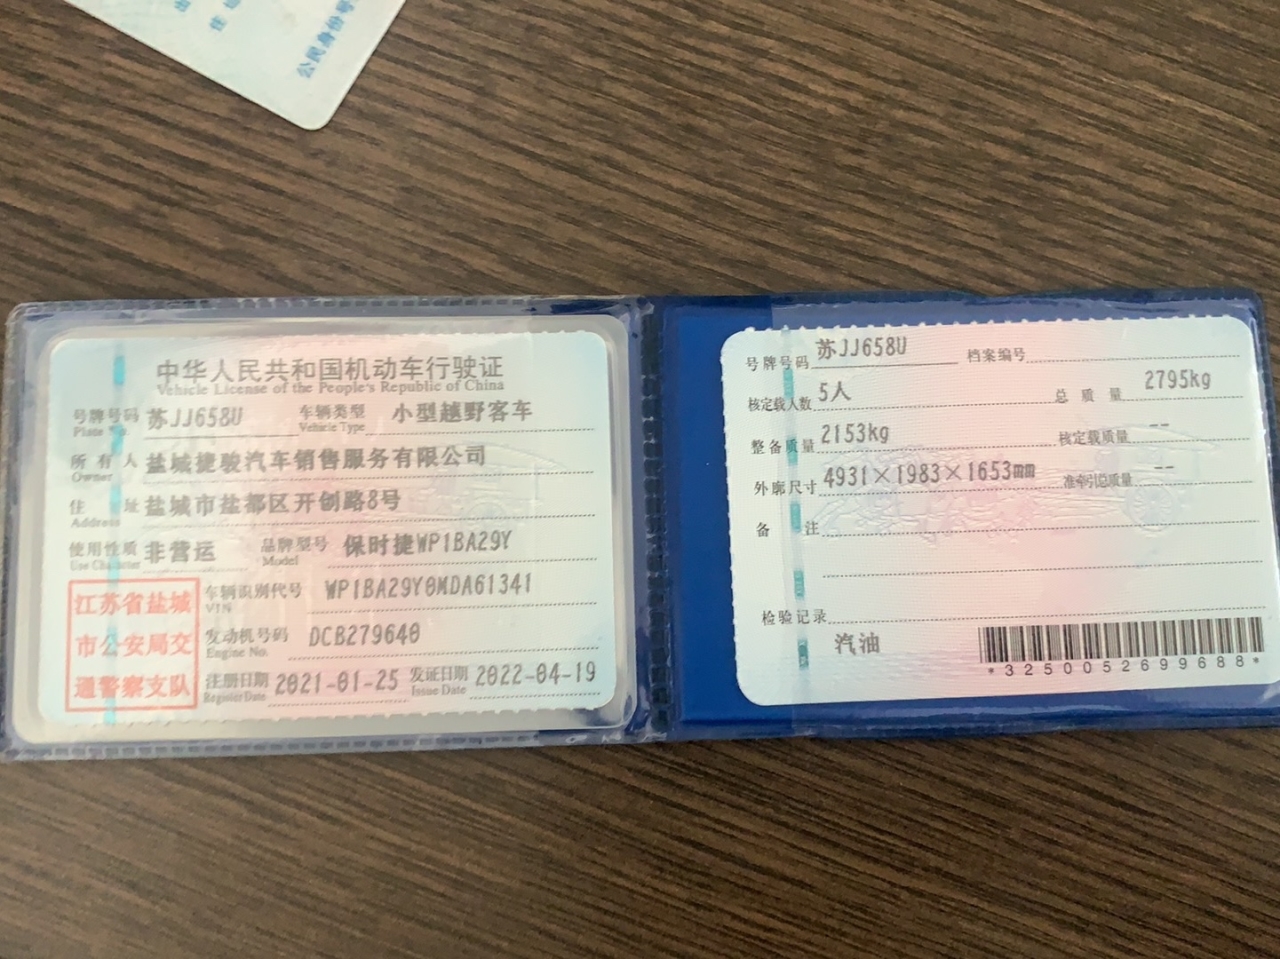 住址
公民身份号
中华人民共和国机动车行驶证
Vehicle License of the People's Republic of China
号牌号码 苏JJ658U 车辆类型 小型越野客车
Plate No. Vehicle Type
所有人 盐城捷骏汽车销售服务有限公司
Owner
住址 盐城市盐都区开创路8号
Address
使用性质 非营运 品牌型号 保时捷WP1BA29Y
Use Character Model
江苏省盐城
市公安局交
通警察支队
车辆识别代号 WP1BA29Y0MDA61341
VIN
发动机号码 DCB279640
Engine No.
注册日期 2021-01-25 发证日期 2022-04-19
Register Date Issue Date
号牌号码 苏JJ658U 档案编号
核定载人数 5人 总质量 2795kg
整备质量 2153kg 核定载质量 --
外廓尺寸 4931×1983×1653mm 准牵引总质量 --
备注
检验记录
汽油
*3250052699688*